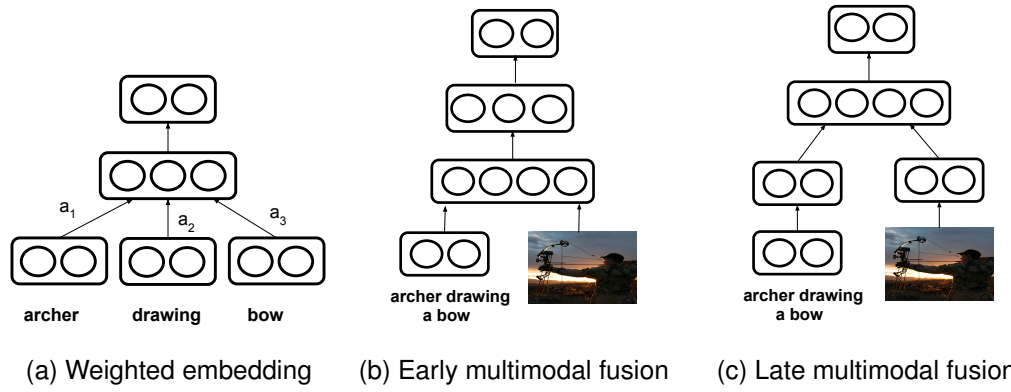 a1
a2
a3
archer drawing bow
archer drawing
a bow
archer drawing
a bow
(a) Weighted embedding
(b) Early multimodal fusion
(c) Late multimodal fusion